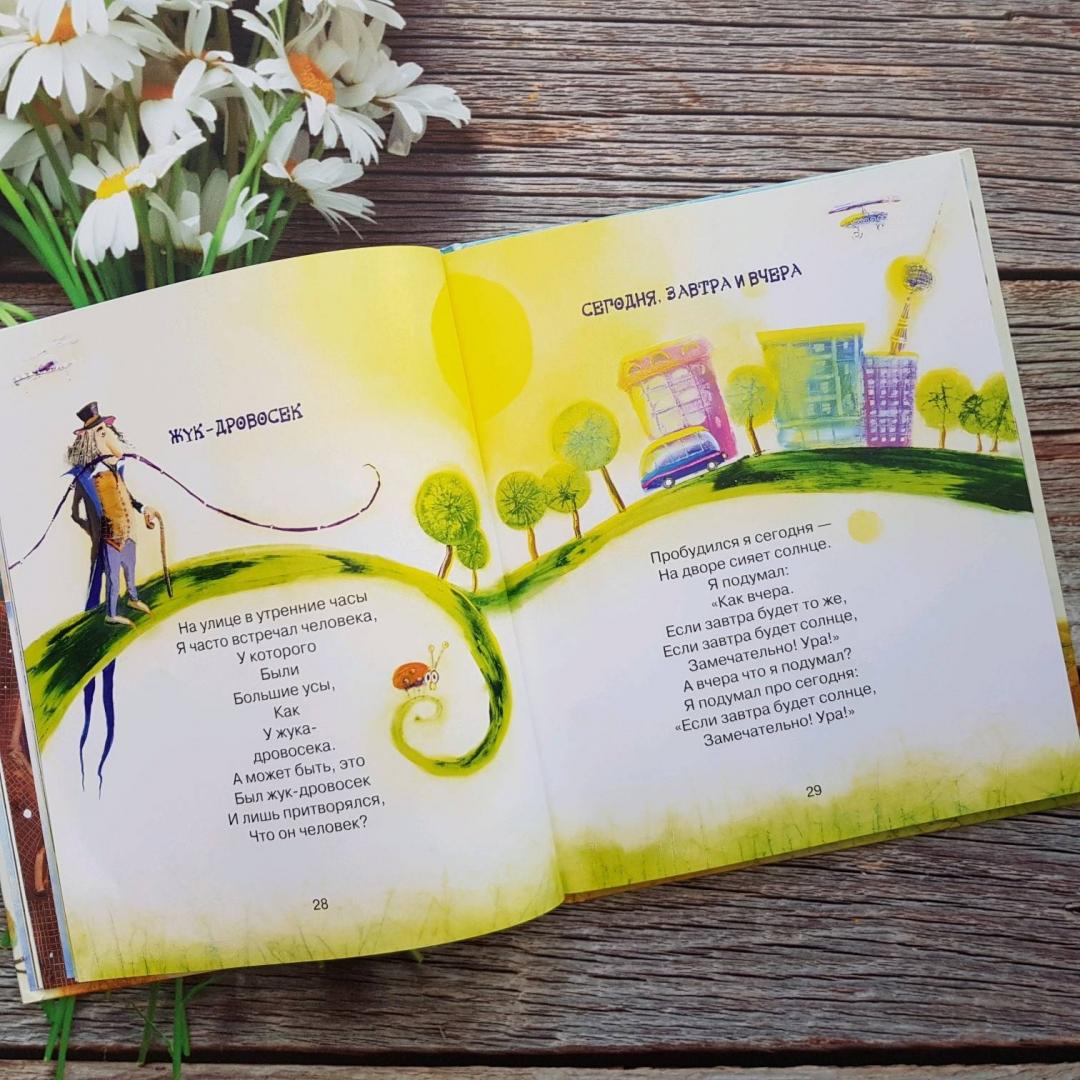 ЖУК-ДРОВОСЕК
На улице в утренние часы
Я часто встречал человека,
У которого
Были
Большие усы,
Как
У жука-
дровосека.
А может быть, это
Был жук-дровосек
И лишь притворялся,
Что он человек?
28
СЕГОДНЯ, ЗАВТРА И ВЧЕРА
Пробудился я сегодня —
На дворе сияет солнце.
Я подумал:
«Как вчера.
Если завтра будет то же,
Если завтра будет солнце,
Замечательно! Ура!»
А вчера что я подумал?
Я подумал про сегодня:
«Если завтра будет солнце,
Замечательно! Ура!»
29